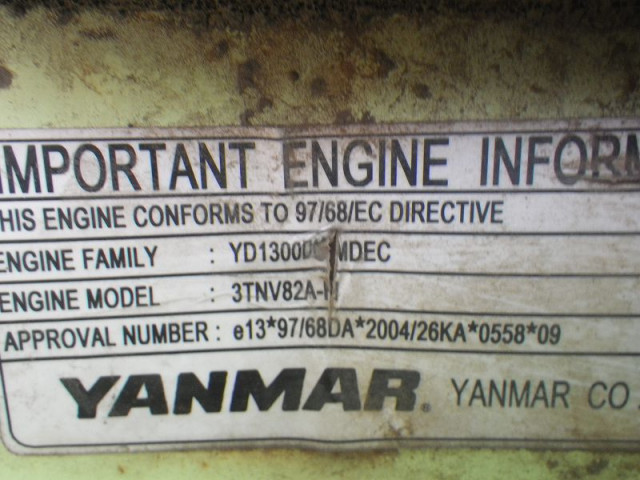 IMPORTANT ENGINE INFORM
THIS ENGINE CONFORMS TO 97/68/EC DIRECTIVE
ENGINE FAMILY :
ENGINE MODEL :
APPROVAL NUMBER : e13*97/68DA*2004/26KA*0558*09
YANMAR. YANMAR CO